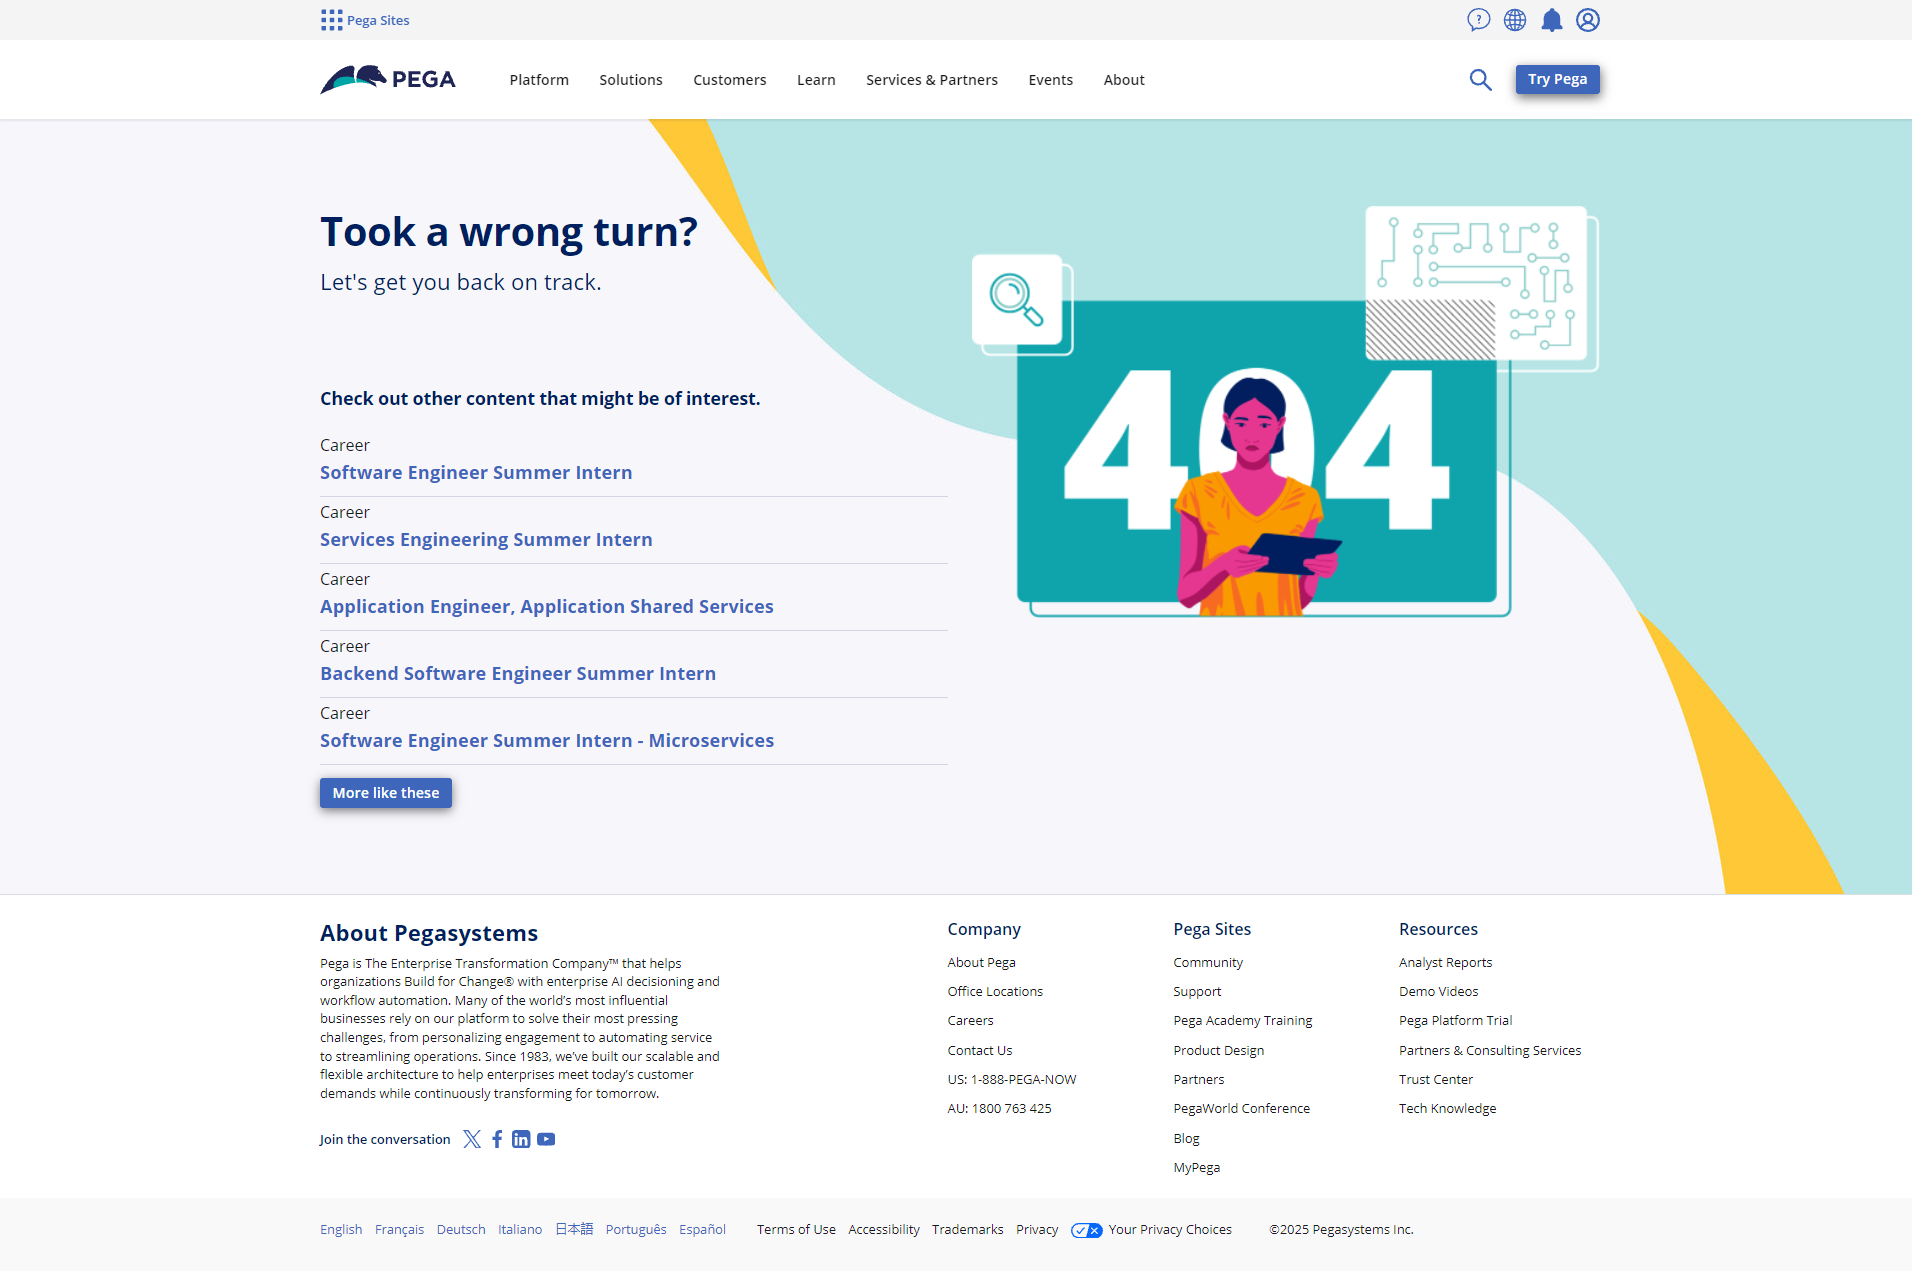 Pega Sites
PEGA
Platform
Solutions
Customers
Learn
Services & Partners
Events
About
Try Pega
Took a wrong turn?
Let's get you back on track.
404
Check out other content that might be of interest.
Career
Software Engineer Summer Intern
Career
Services Engineering Summer Intern
Career
Application Engineer, Application Shared Services
Career
Backend Software Engineer Summer Intern
Career
Software Engineer Summer Intern - Microservices
More like these
About Pegasystems
Pega is The Enterprise Transformation Company™ that helps
organizations Build for Change® with enterprise AI decisioning and
workflow automation. Many of the world’s most influential
businesses rely on our platform to solve their most pressing
challenges, from personalizing engagement to automating service
to streamlining operations. Since 1983, we’ve built our scalable and
flexible architecture to help enterprises meet today’s customer
demands while continuously transforming for tomorrow.
Join the conversation
Company
About Pega
Office Locations
Careers
Contact Us
US: 1-888-PEGA-NOW
AU: 1800 763 425
Pega Sites
Community
Support
Pega Academy Training
Product Design
Partners
PegaWorld Conference
Blog
MyPega
Resources
Analyst Reports
Demo Videos
Pega Platform Trial
Partners & Consulting Services
Trust Center
Tech Knowledge
English
Français
Deutsch
Italiano
日本語
Português
Español
Terms of Use
Accessibility
Trademarks
Privacy
Your Privacy Choices
©2025 Pegasystems Inc.